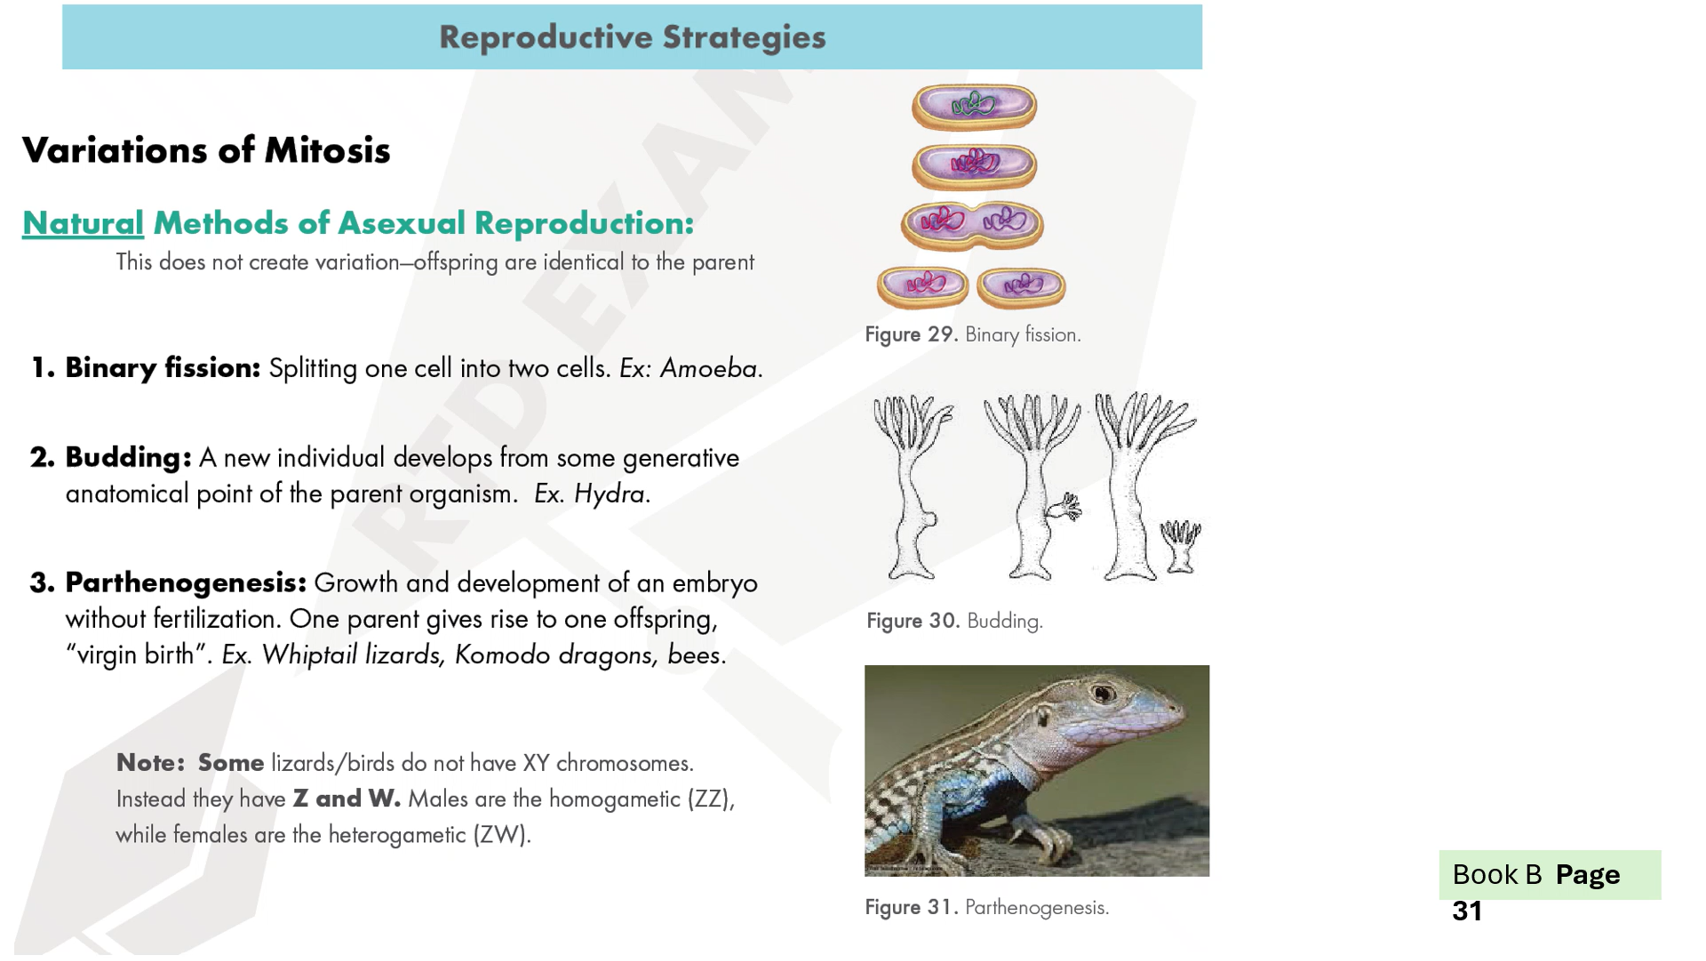 Reproductive Strategies
Variations of Mitosis
Natural Methods of Asexual Reproduction:
This does not create variation—offspring are identical to the parent
1. Binary fission: Splitting one cell into two cells. Ex: Amoeba.
2. Budding: A new individual develops from some generative
anatomical point of the parent organism. Ex. Hydra.
3. Parthenogenesis: Growth and development of an embryo
without fertilization. One parent gives rise to one offspring,
“virgin birth”. Ex. Whiptail lizards, Komodo dragons, bees.
Note: Some lizards/birds do not have XY chromosomes.
Instead they have Z and W. Males are the homogametic (ZZ),
while females are the heterogametic (ZW).
Figure 29. Binary fission.
Figure 30. Budding.
Figure 31. Parthenogenesis.
Book B Page
31
RTD EXAM